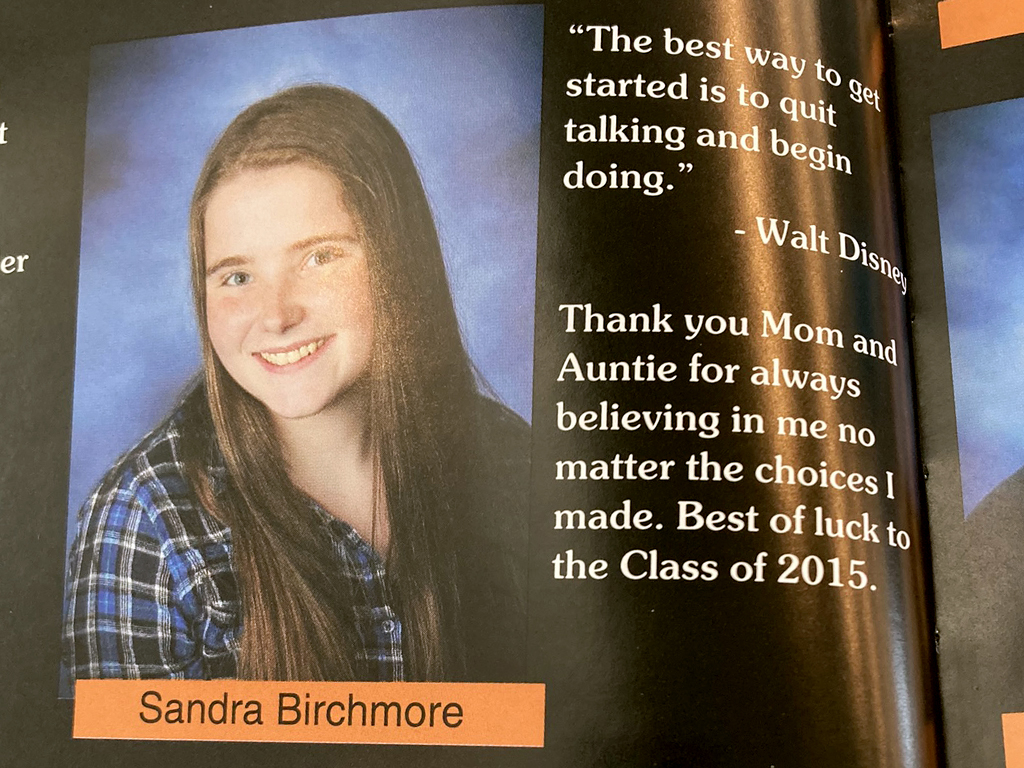 t
er
“The best way to get
started is to quit
talking and begin
doing.”
- Walt Disney
Thank you Mom and
Auntie for always
believing in me no
matter the choices I
made. Best of luck to
the Class of 2015.
Sandra Birchmore